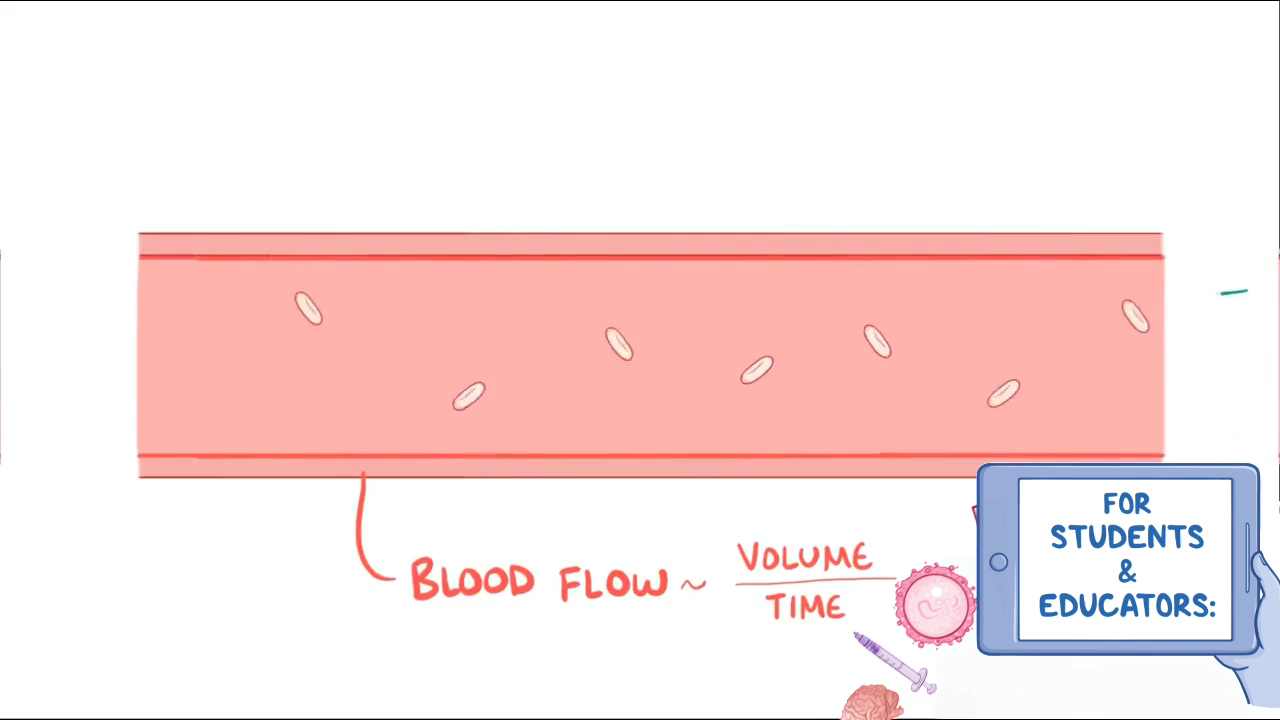 BLOOD FLOW ~ VOLUME
TIME
FOR
STUDENTS
&
EDUCATORS: